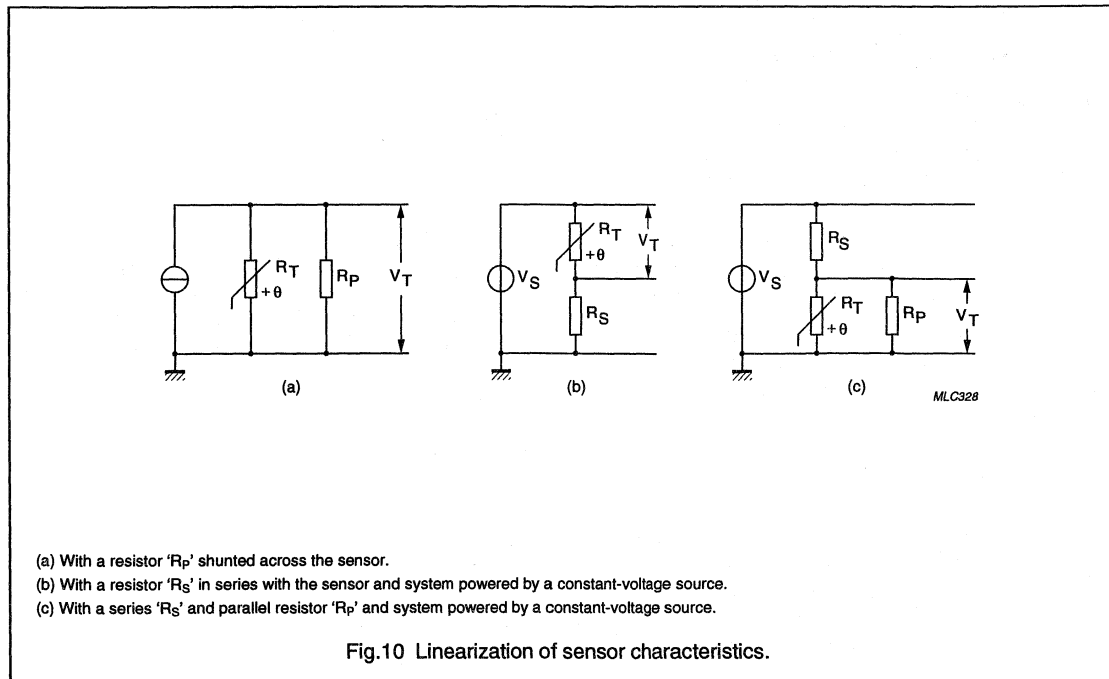 R_T
+θ
R_P
V_T
(a)
V_S
R_T
+θ
V_T
R_S
(b)
V_S
R_S
R_T
+θ
R_P
V_T
(c)
MLC328
(a) With a resistor ‘R_P’ shunted across the sensor.
(b) With a resistor ‘R_S’ in series with the sensor and system powered by a constant-voltage source.
(c) With a series ‘R_S’ and parallel resistor ‘R_P’ and system powered by a constant-voltage source.
Fig.10 Linearization of sensor characteristics.